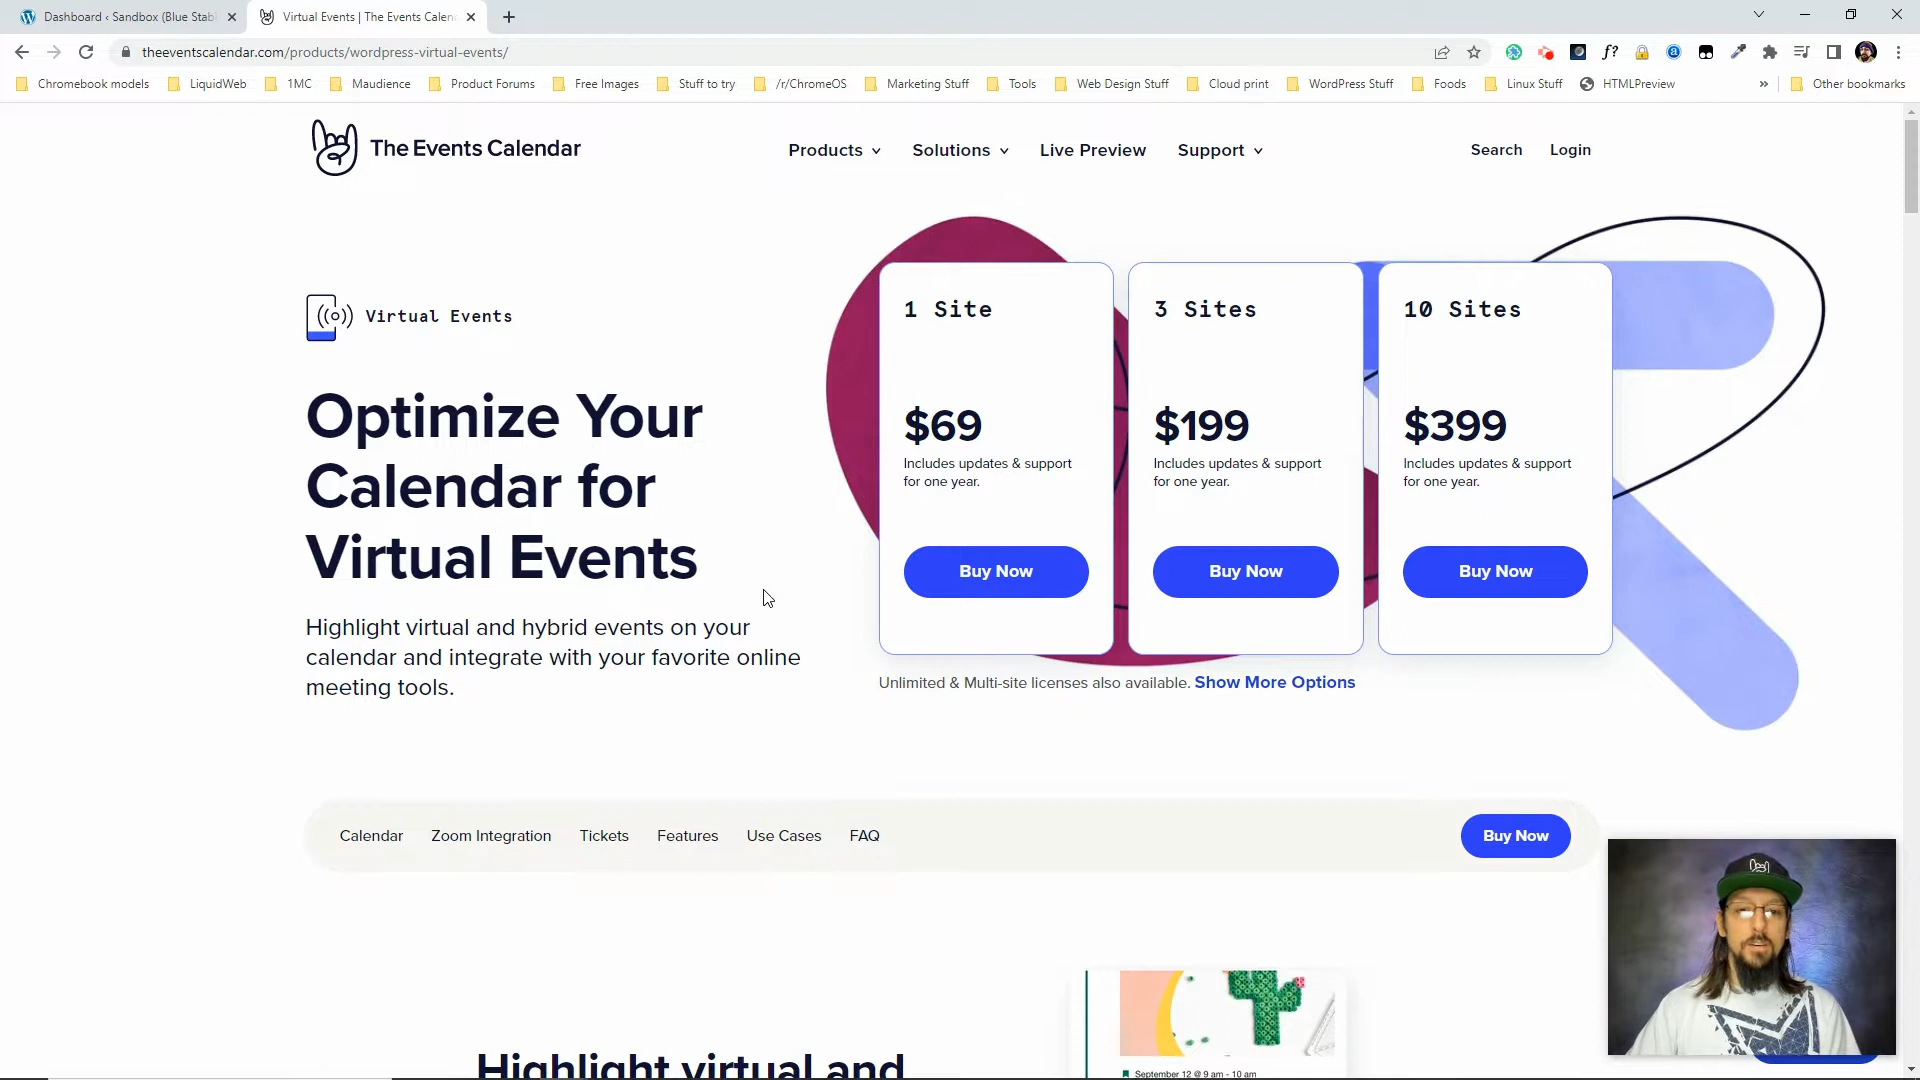 Dashboard ‹ Sandbox (Blue Stabl
Virtual Events | The Events Calen
theeventscalendar.com/products/wordpress-virtual-events/
Chromebook models
LiquidWeb
1MC
Maudience
Product Forums
Free Images
Stuff to try
/r/ChromeOS
Marketing Stuff
Tools
Web Design Stuff
Cloud print
WordPress Stuff
Foods
Linux Stuff
HTMLPreview
»
Other bookmarks
The Events Calendar
Products
Solutions
Live Preview
Support
Search
Login
Virtual Events
Optimize Your
Calendar for
Virtual Events
Highlight virtual and hybrid events on your
calendar and integrate with your favorite online
meeting tools.
1 Site
$69
Includes updates & support
for one year.
Buy Now
3 Sites
$199
Includes updates & support
for one year.
Buy Now
10 Sites
$399
Includes updates & support
for one year.
Buy Now
Unlimited & Multi-site licenses also available. Show More Options
Calendar
Zoom Integration
Tickets
Features
Use Cases
FAQ
Buy Now
Highlight virtual and
September 12 @ 9 am - 10 am